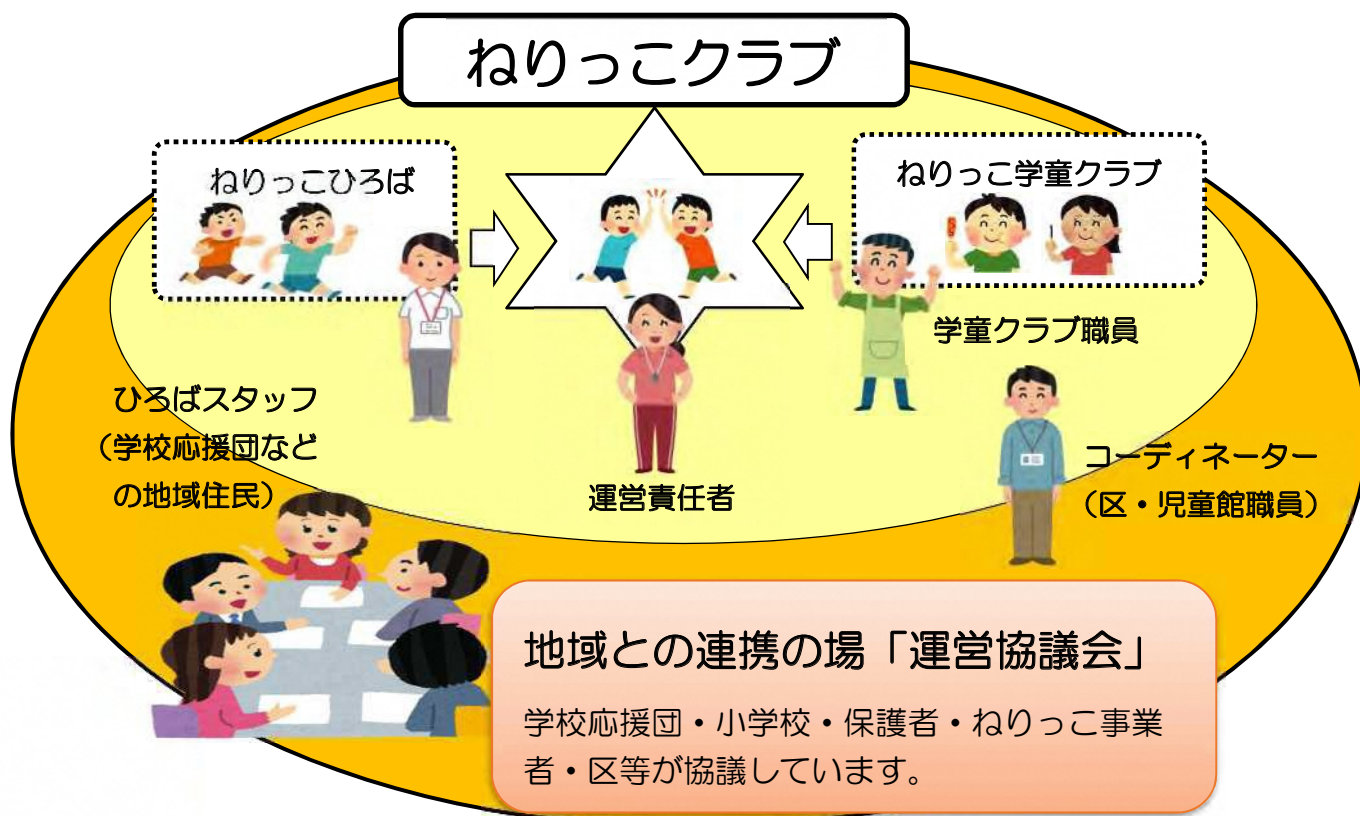 ねりっこクラブ
ねりっこひろば
ねりっこ学童クラブ
学童クラブ職員
ひろばスタッフ
（学校応援団など
の地域住民）
運営責任者
コーディネーター
（区・児童館職員）
地域との連携の場「運営協議会」
学校応援団・小学校・保護者・ねりっこ事業
者・区等が協議しています。